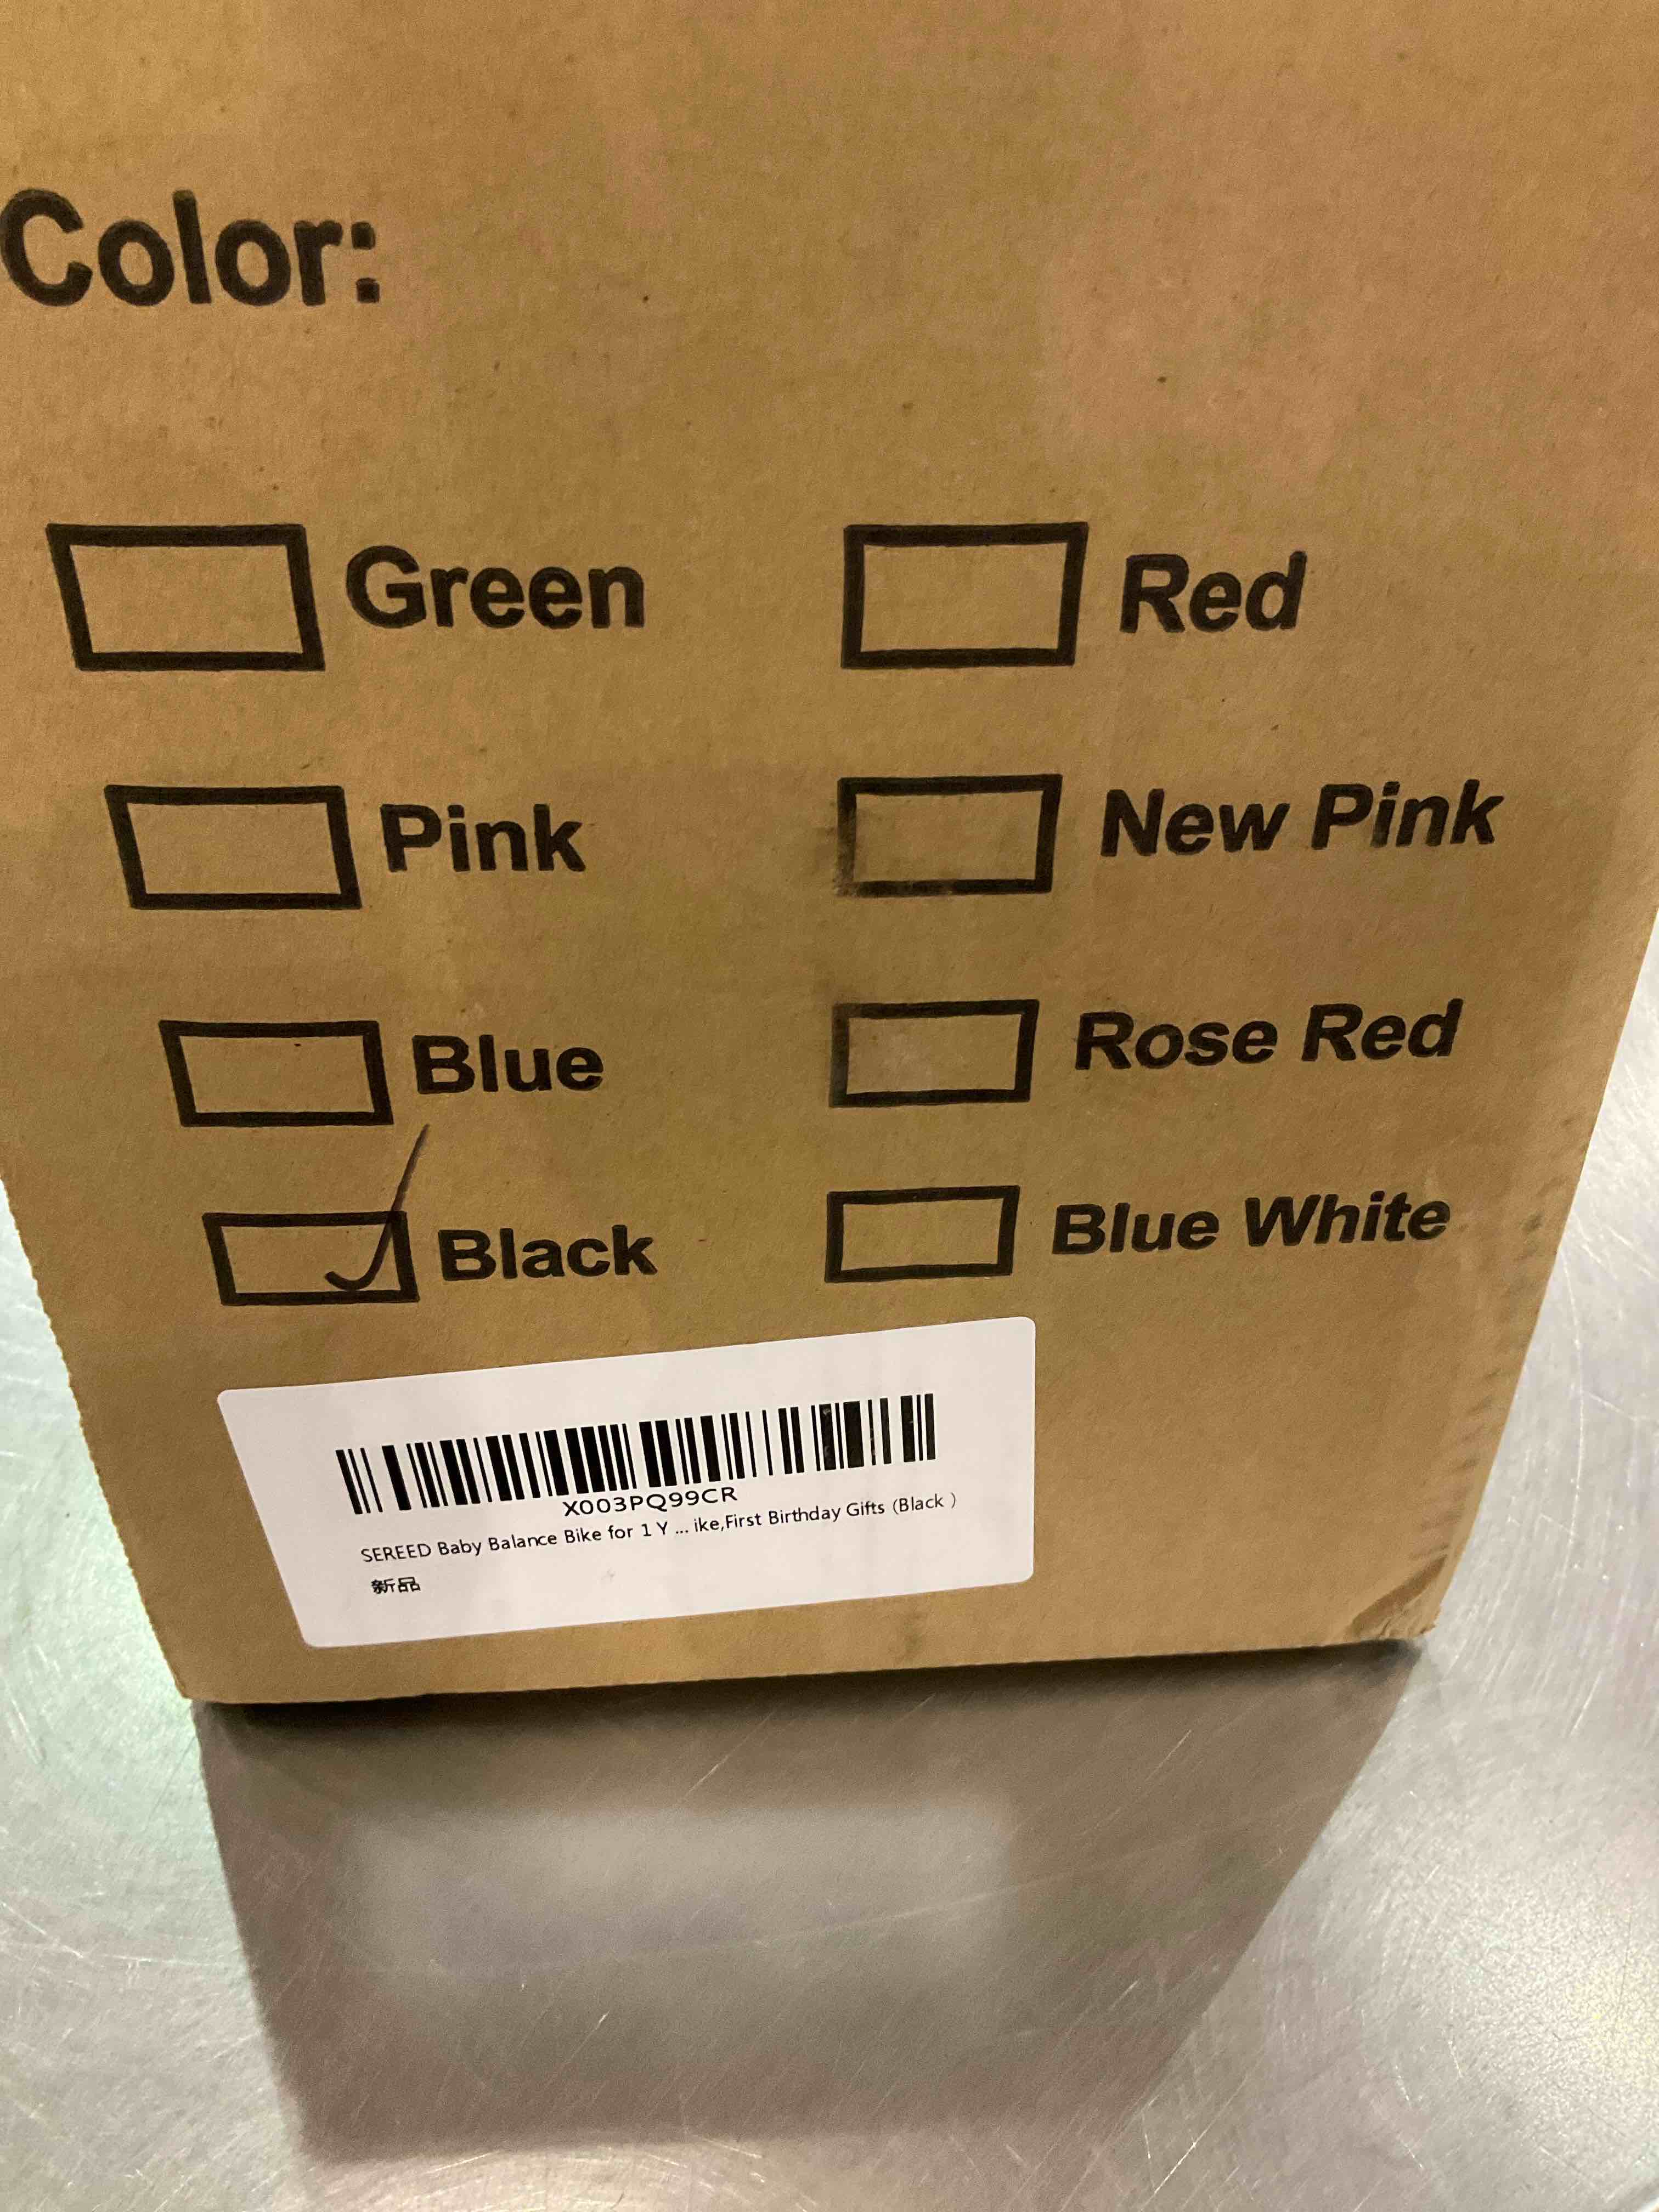 Color:
Green Red
Pink New Pink
Blue Rose Red
Black Blue White
X003PQ99CR
SEREED Baby Balance Bike for 1 Y ... ike,First Birthday Gifts (Black )
新品